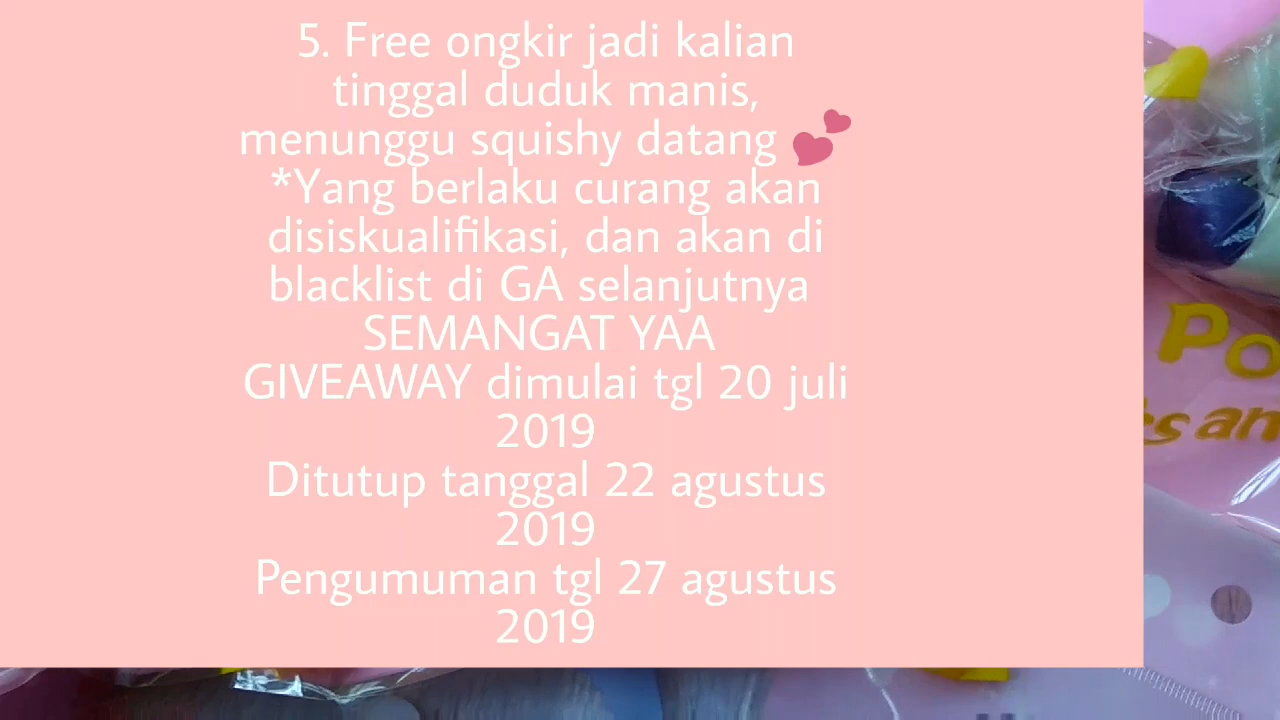 5. Free ongkir jadi kalian
tinggal duduk manis,
menunggu squishy datang 💕
*Yang berlaku curang akan
disiskualifikasi, dan akan di
blacklist di GA selanjutnya
SEMANGAT YAA
GIVEAWAY dimulai tgl 20 juli
2019
Ditutup tanggal 22 agustus
2019
Pengumuman tgl 27 agustus
2019
Po